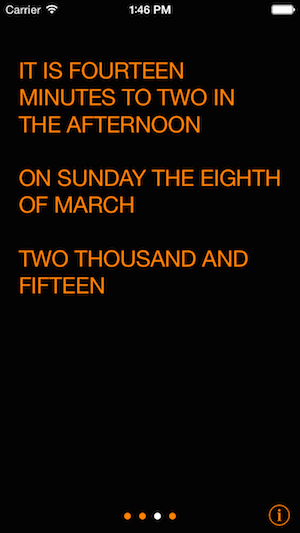 Carrier 1:46 PM
IT IS FOURTEEN
MINUTES TO TWO IN
THE AFTERNOON
ON SUNDAY THE EIGHTH
OF MARCH
TWO THOUSAND AND
FIFTEEN
i